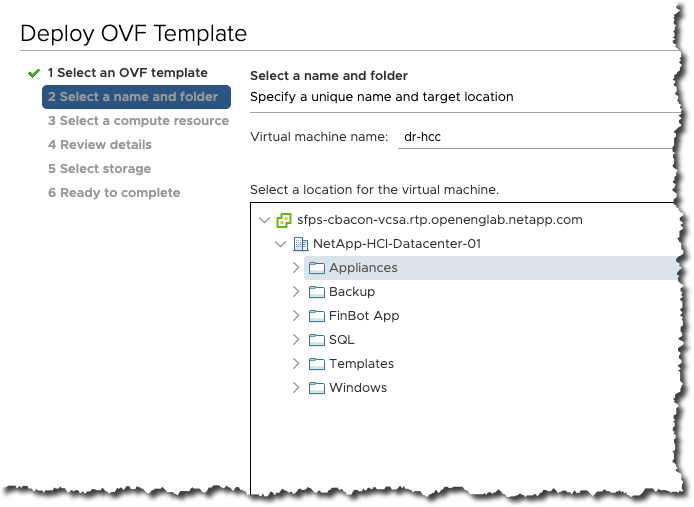 Deploy OVF Template
1 Select an OVF template
2 Select a name and folder
3 Select a compute resource
4 Review details
5 Select storage
6 Ready to complete
Select a name and folder
Specify a unique name and target location
Virtual machine name: dr-hcc
Select a location for the virtual machine.
sfps-cbacon-vcsa.rtp.openenglab.netapp.com
NetApp-HCI-Datacenter-01
Appliances
Backup
FinBot App
SQL
Templates
Windows